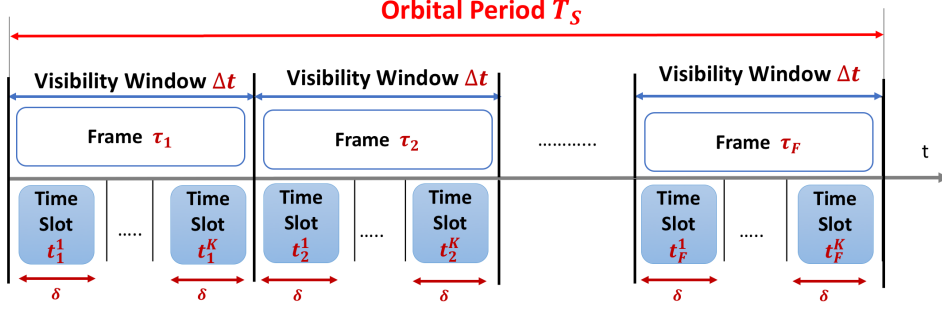 Orbital Period T_S
Visibility Window Δt
Visibility Window Δt
Visibility Window Δt
Frame τ_1
Frame τ_2
............
Frame τ_F
t
Time Slot t_1^1
.....
Time Slot t_1^K
Time Slot t_2^1
.....
Time Slot t_2^K
Time Slot t_F^1
.....
Time Slot t_F^K
δ
δ
δ
δ
δ
δ